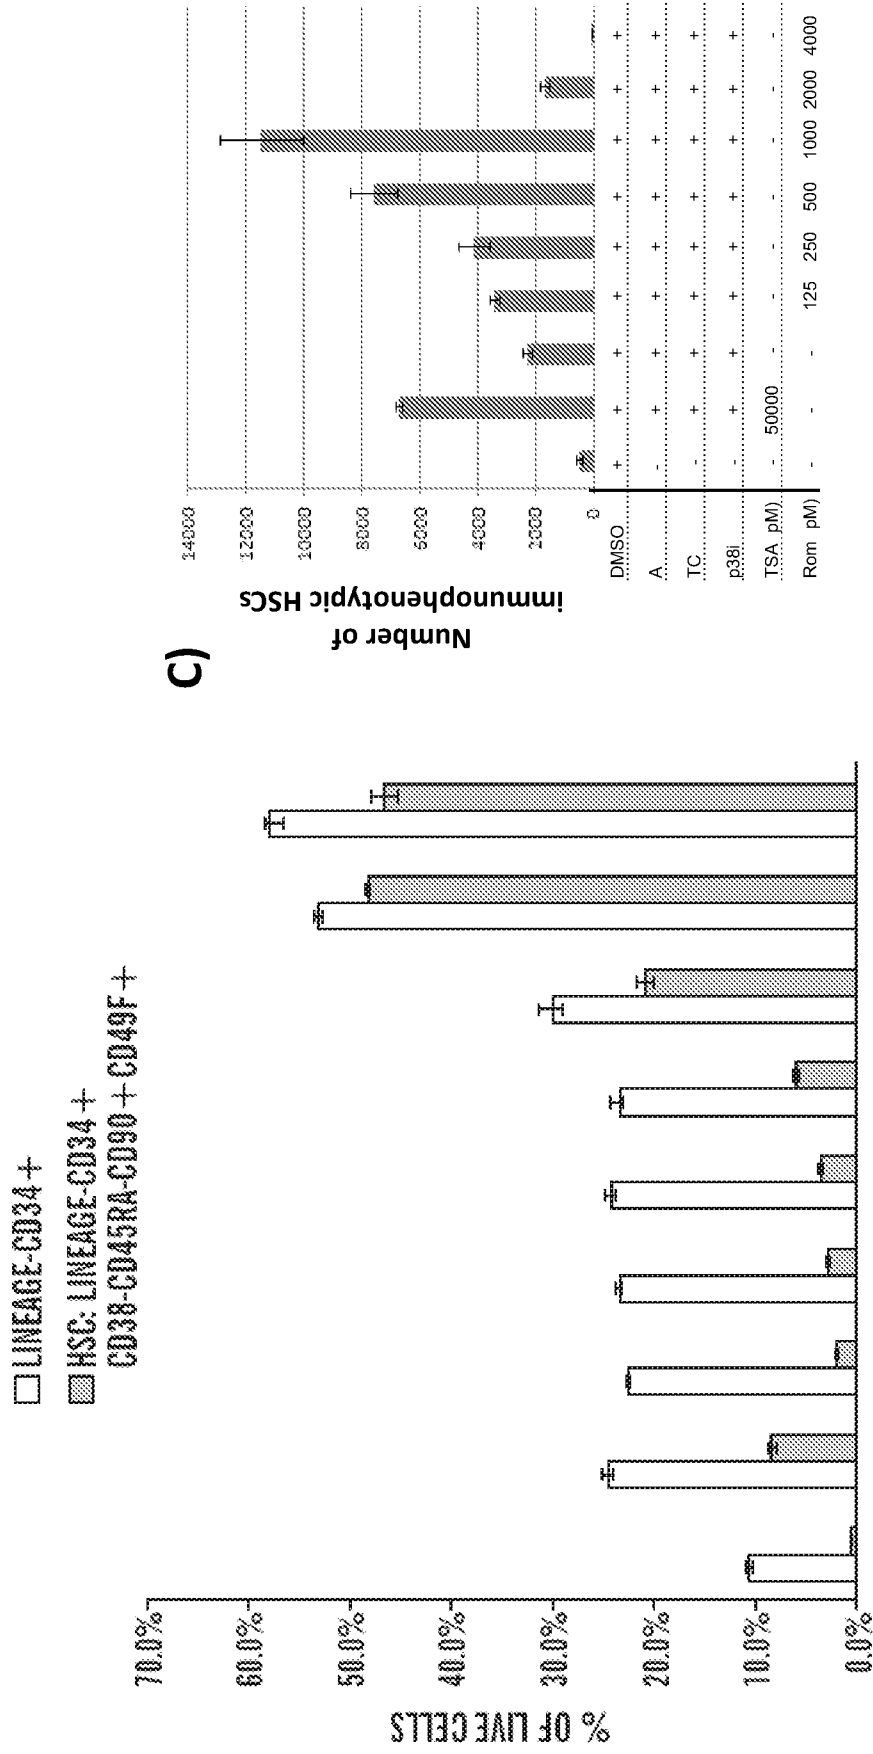 LINEAGE-CD34+
HSC: LINEAGE-CD34+
CD38-CD45RA-CD90+CD49F+
% OF LIVE CELLS
70.0%
60.0%
50.0%
40.0%
30.0%
20.0%
10.0%
0.0%
C)
Number of
immunophenotypic HSCs
14000
12000
10000
8000
6000
4000
2000
0
DMSO + + + + + + + + +
A - + + + + + + + +
TC - + + + + + + + +
p38i - + + + + + + + +
TSA pM) - 50000 - - - - - - -
Rom pM) - - - 125 250 500 1000 2000 4000